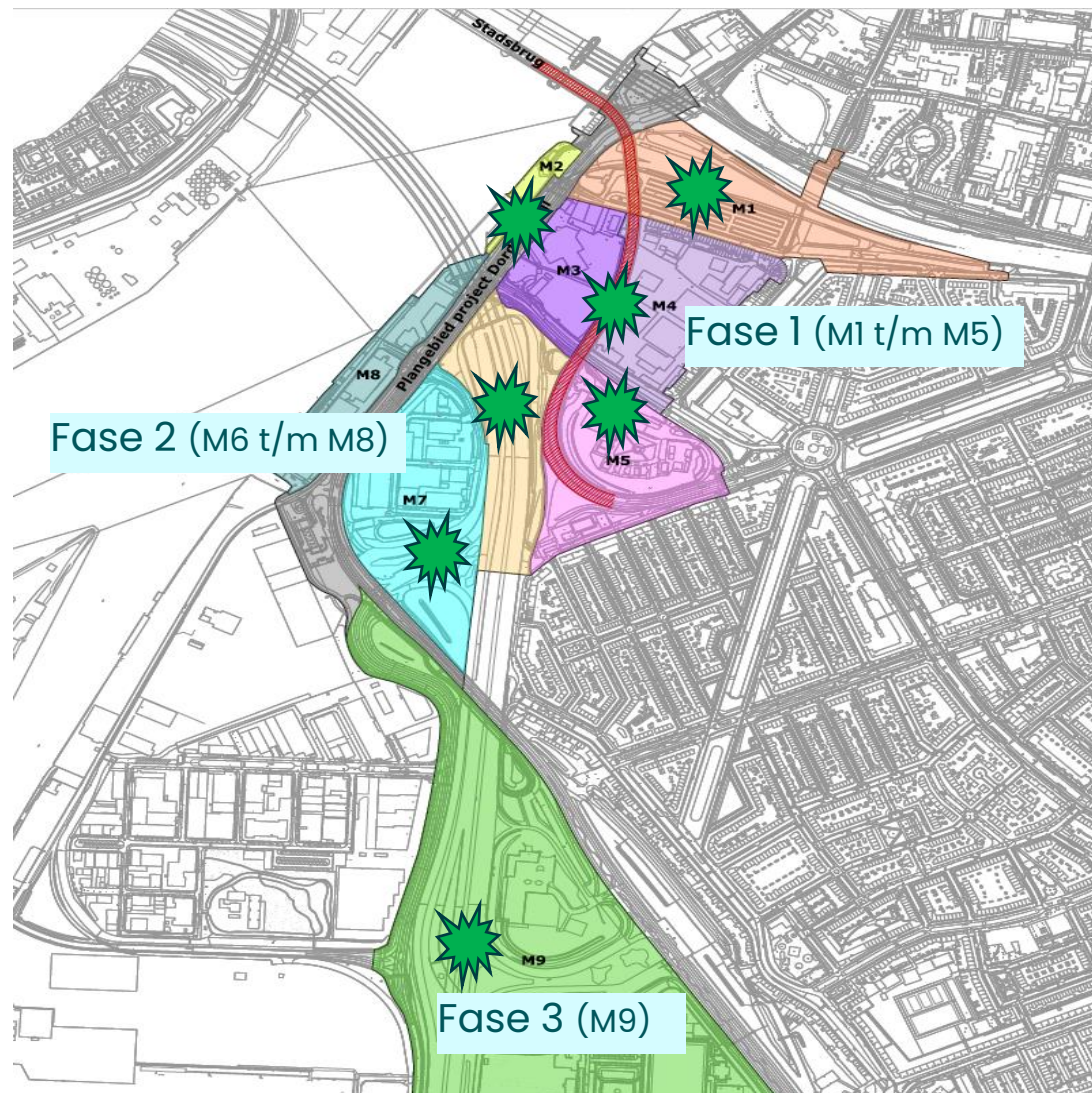 Stadsbrug
M2
M1
M3
M4
Fase 1 (M1 t/m M5)
Plangebied project
M8
Fase 2 (M6 t/m M8)
M5
M7
M9
Fase 3 (M9)